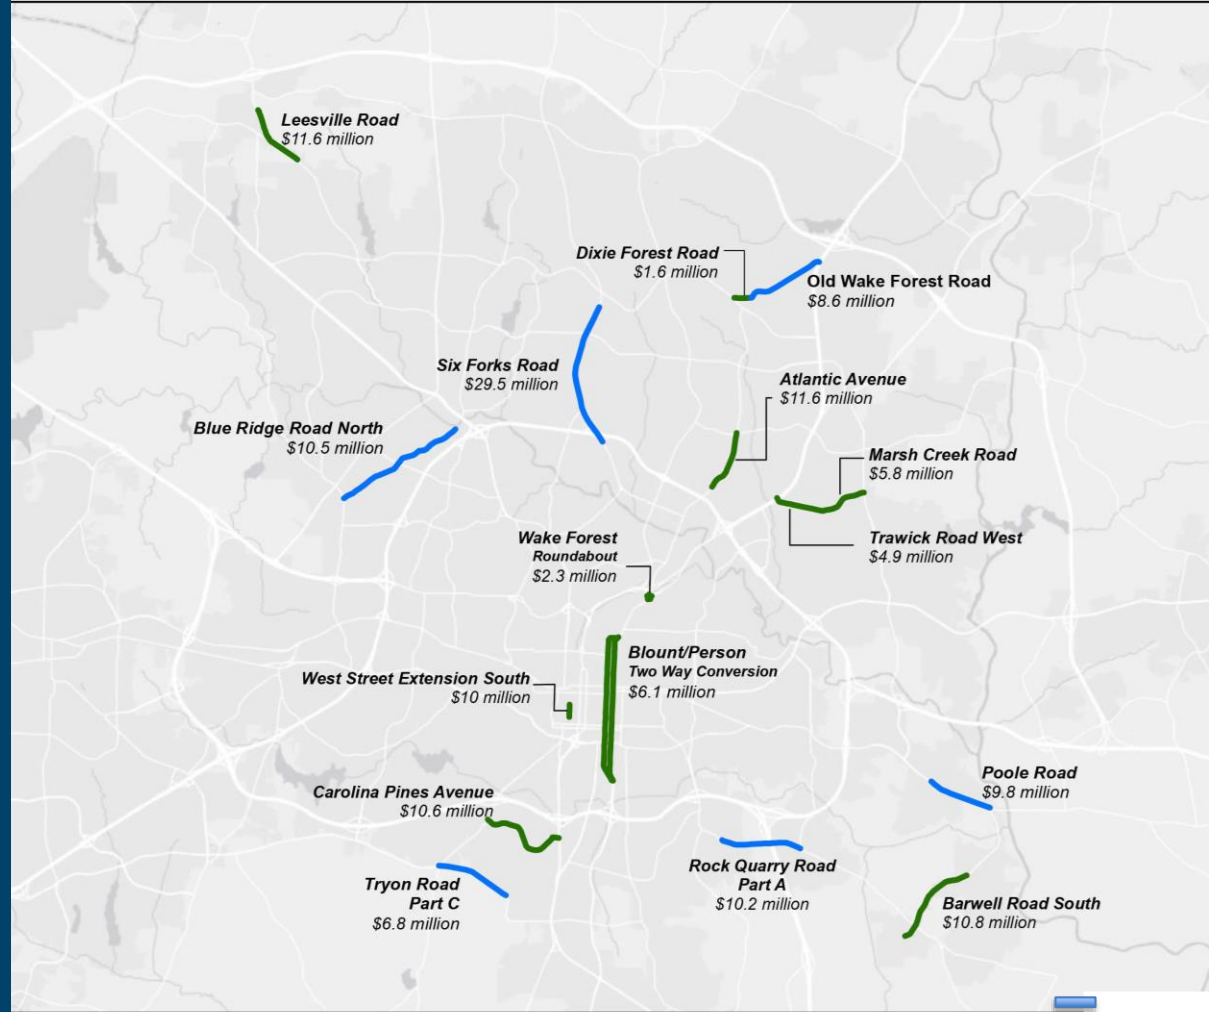 Leesville Road
$11.6 million
Dixie Forest Road
$1.6 million
Old Wake Forest Road
$8.6 million
Six Forks Road
$29.5 million
Atlantic Avenue
$11.6 million
Blue Ridge Road North
$10.5 million
Marsh Creek Road
$5.8 million
Trawick Road West
$4.9 million
Wake Forest
Roundabout
$2.3 million
Blount/Person
Two Way Conversion
$6.1 million
West Street Extension South
$10 million
Poole Road
$9.8 million
Carolina Pines Avenue
$10.6 million
Rock Quarry Road
Part A
$10.2 million
Tryon Road
Part C
$6.8 million
Barwell Road South
$10.8 million